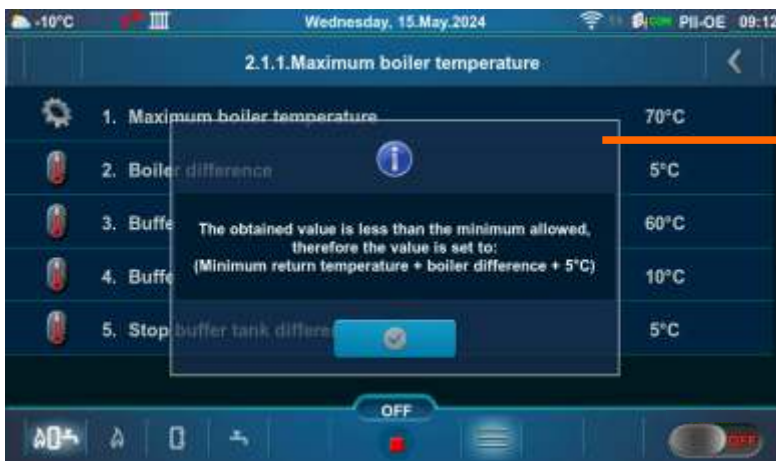 -10°C Wednesday, 15.May.2024 PII-OE 09:12
2.1.1.Maximum boiler temperature
1. Maximum boiler temperature 70°C
2. Boiler difference 5°C
3. Buffe 60°C
The obtained value is less than the minimum allowed,
therefore the value is set to:
(Minimum return temperature + boiler difference + 5°C)
4. Buffe 10°C
5. Stop buffer tank differe 5°C
OFF
OFF